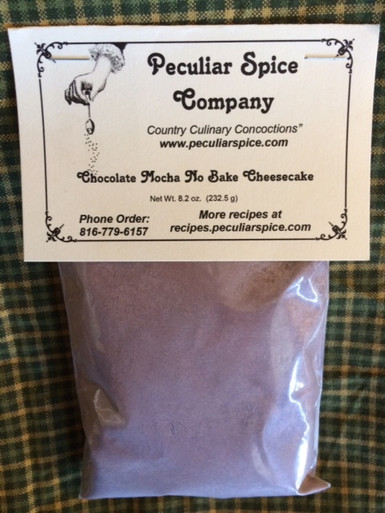 Peculiar Spice
Company
Country Culinary Concoctions"
www.peculiarspice.com
Chocolate Mocha No Bake Cheesecake
Net Wt. 8.2 oz. (232.5 g)
Phone Order:
816-779-6157
More recipes at
recipes.peculiarspice.com